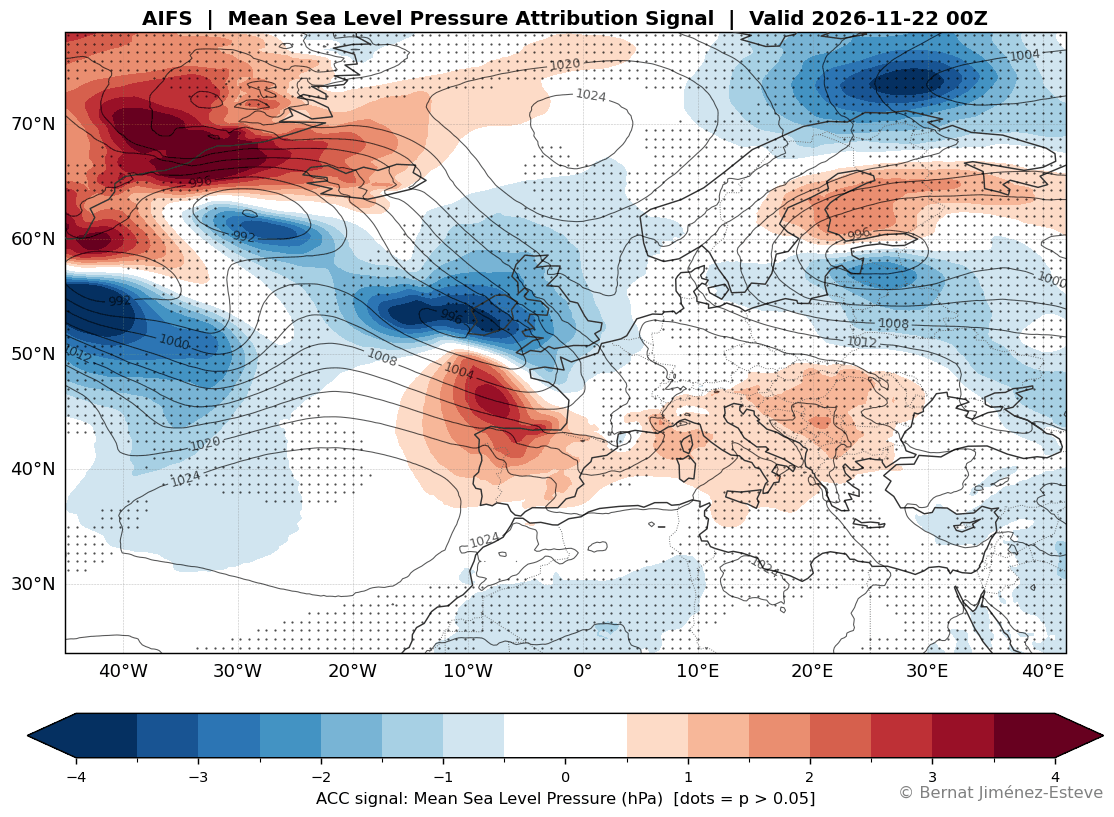 AIFS | Mean Sea Level Pressure Attribution Signal | Valid 2026-11-22 00Z
1004
1020
1024
70°N
996
60°N
992
996
1000
992
996
1000
1008
50°N
1012
1008
1012
1004
1020
40°N
1024
1024
1024
30°N
40°W 30°W 20°W 10°W 0° 10°E 20°E 30°E 40°E
−4 −3 −2 −1 0 1 2 3 4
ACC signal: Mean Sea Level Pressure (hPa) [dots = p > 0.05]
© Bernat Jiménez-Esteve